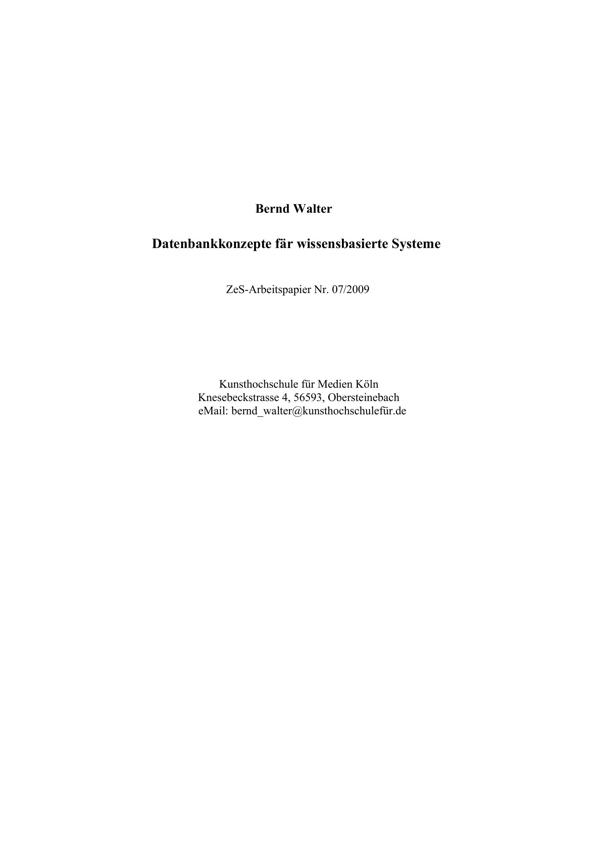 Bernd Walter
Datenbankkonzepte fär wissensbasierte Systeme
ZeS-Arbeitspapier Nr. 07/2009
Kunsthochschule für Medien Köln
Knesebeckstrasse 4, 56593, Obersteinebach
eMail: bernd_walter@kunsthochschulefür.de